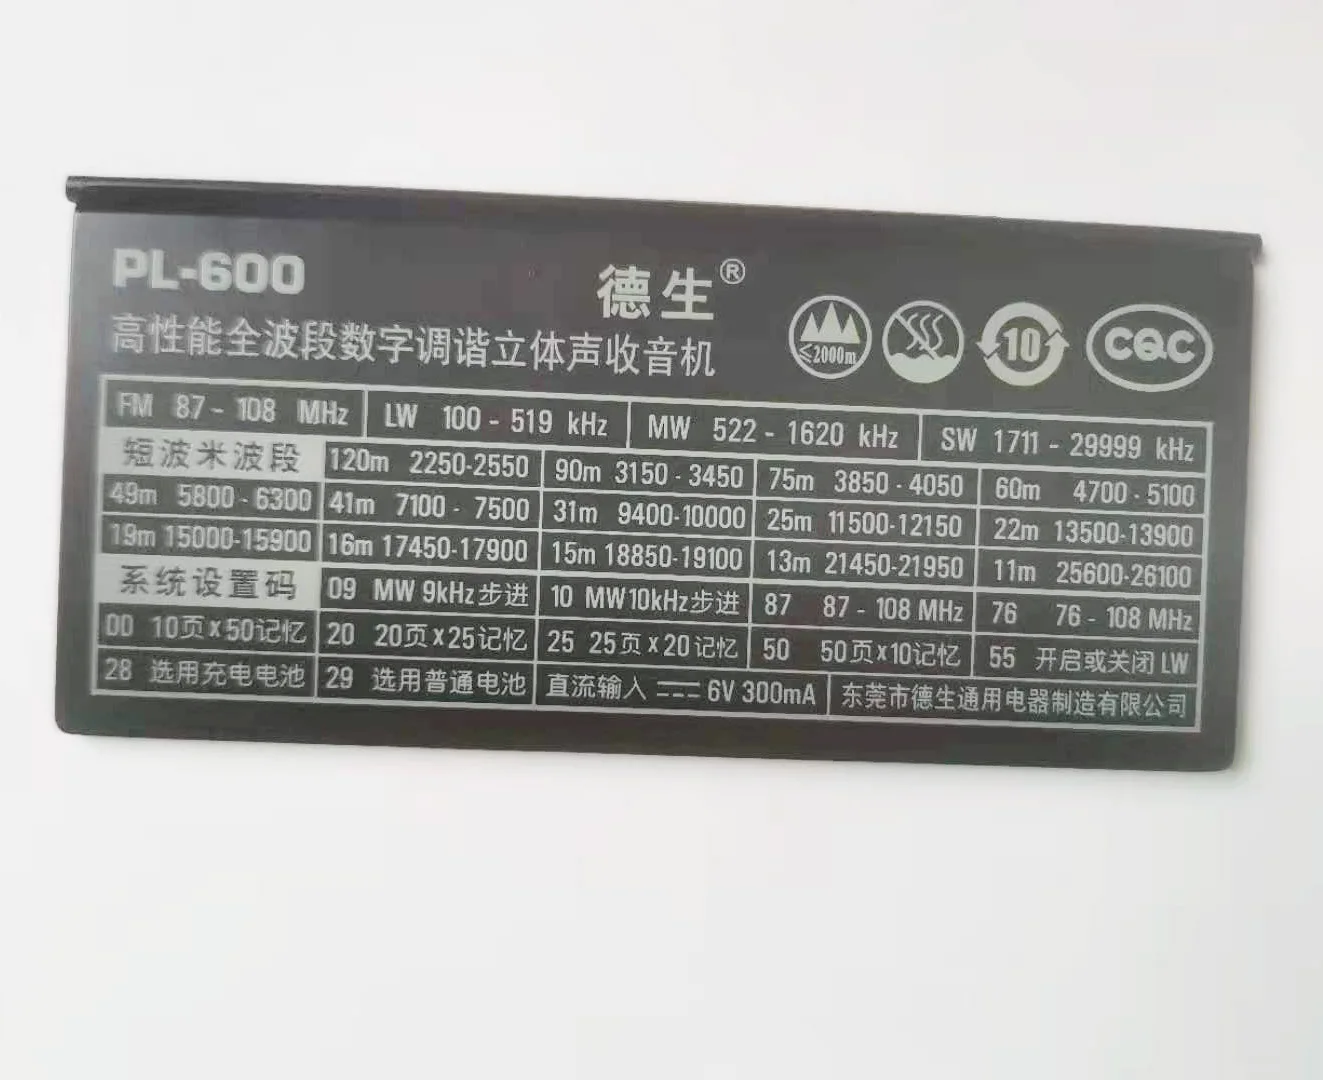 PL-600 德生®
高性能全波段数字调谐立体声收音机 ≤2000m 10 CQC
FM 87 - 108 MHz LW 100 - 519 kHz MW 522 - 1620 kHz SW 1711 - 29999 kHz
短波米波段 120m 2250-2550 90m 3150 - 3450 75m 3850 - 4050 60m 4700 - 5100
49m 5800 - 6300 41m 7100 - 7500 31m 9400-10000 25m 11500-12150 22m 13500-13900
19m 15000-15900 16m 17450-17900 15m 18850-19100 13m 21450-21950 11m 25600-26100
系统设置码 09 MW 9kHz步进 10 MW10kHz步进 87 87 - 108 MHz 76 76 - 108 MHz
00 10页x50记忆 20 20页x25记忆 25 25页x20记忆 50 50页x10记忆 55 开启或关闭LW
28 选用充电电池 29 选用普通电池 直流输入 ⎓ 6V 300mA 东莞市德生通用电器制造有限公司